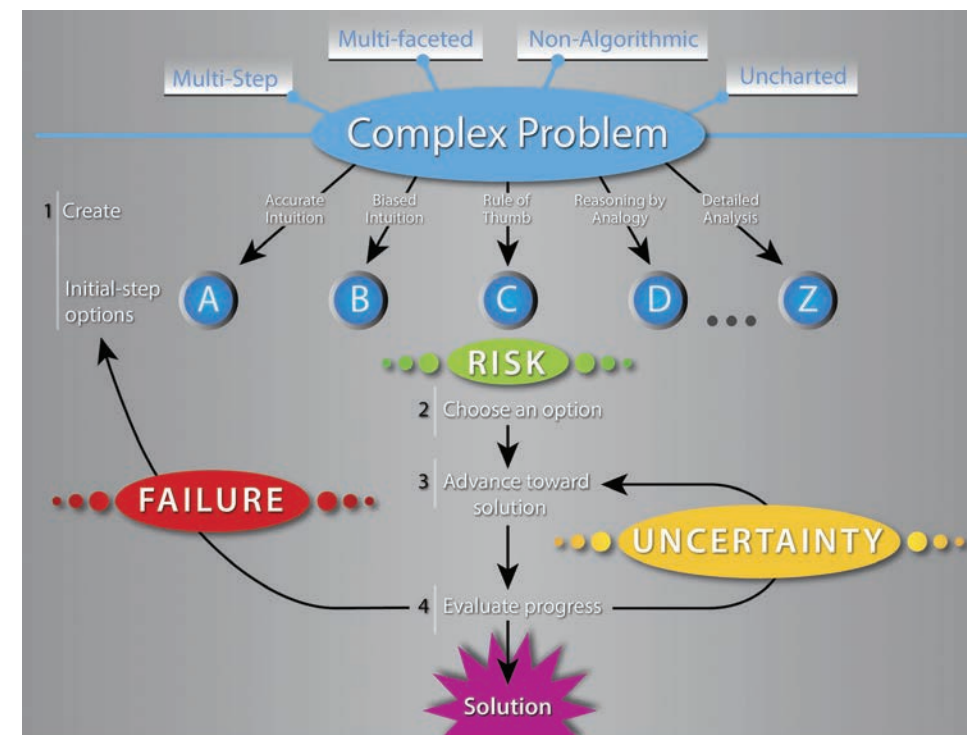 Multi-faceted
Non-Algorithmic
Multi-Step
Uncharted
Complex Problem
1 Create
Accurate
Intuition
Biased
Intuition
Rule of
Thumb
Reasoning by
Analogy
Detailed
Analysis
Initial-step
options
A
B
C
D
Z
RISK
2 Choose an option
3 Advance toward
solution
FAILURE
UNCERTAINTY
4 Evaluate progress
Solution